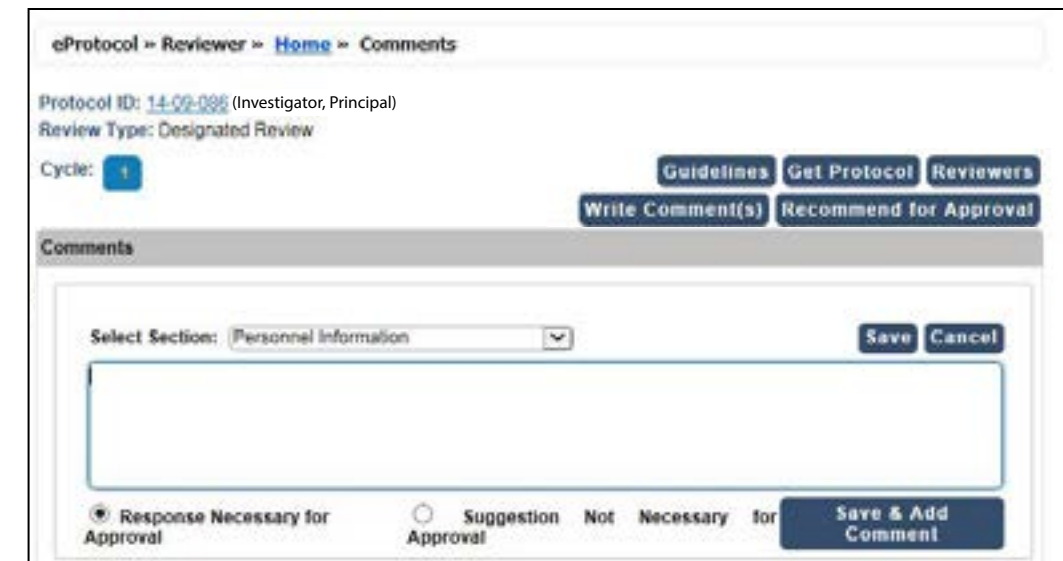 eProtocol » Reviewer » Home » Comments
Protocol ID: 14-09-086 (Investigator, Principal)
Review Type: Designated Review
Cycle: 1
Guidelines Get Protocol Reviewers
Write Comment(s) Recommend for Approval
Comments
Select Section: Personnel Information Save Cancel
Response Necessary for Approval
Suggestion Not Necessary for Approval
Save & Add Comment